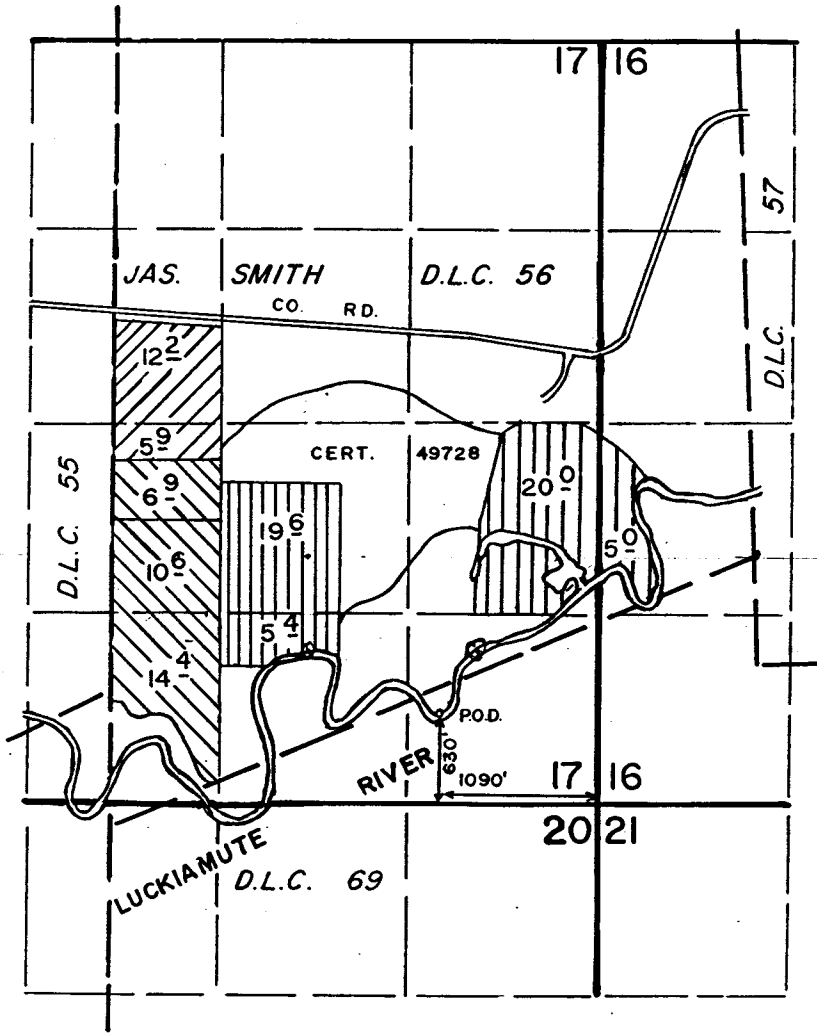 17 16
57
JAS. SMITH D.L.C. 56
CO. RD.
D.L.C.
12.2
5.9
CERT. 49728
6.9
20.0
D.L.C. 55
19.6
5.0
10.6
5.4
14.4
P.O.D.
630'
RIVER
1090'
17 16
20 21
LUCKIAMUTE
D.L.C. 69